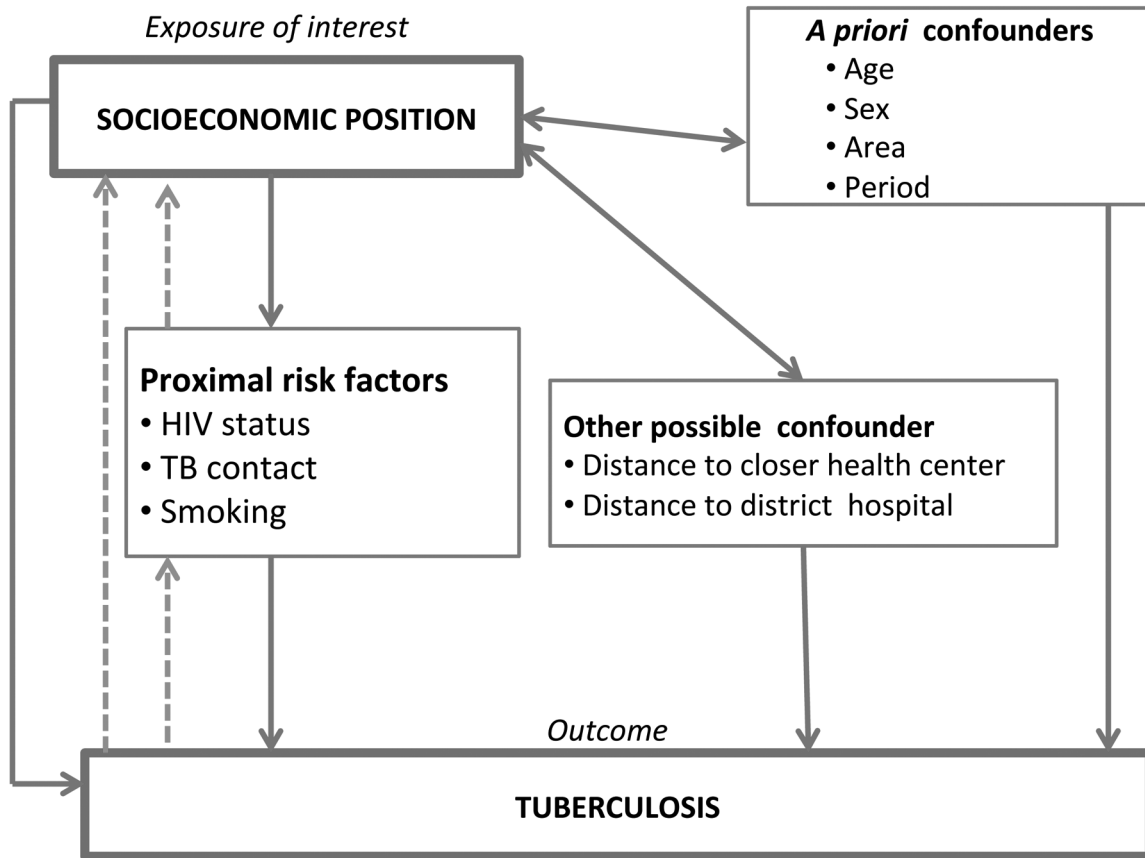 Exposure of interest
SOCIOECONOMIC POSITION
A priori confounders
• Age
• Sex
• Area
• Period
Proximal risk factors
• HIV status
• TB contact
• Smoking
Other possible confounder
• Distance to closer health center
• Distance to district hospital
Outcome
TUBERCULOSIS